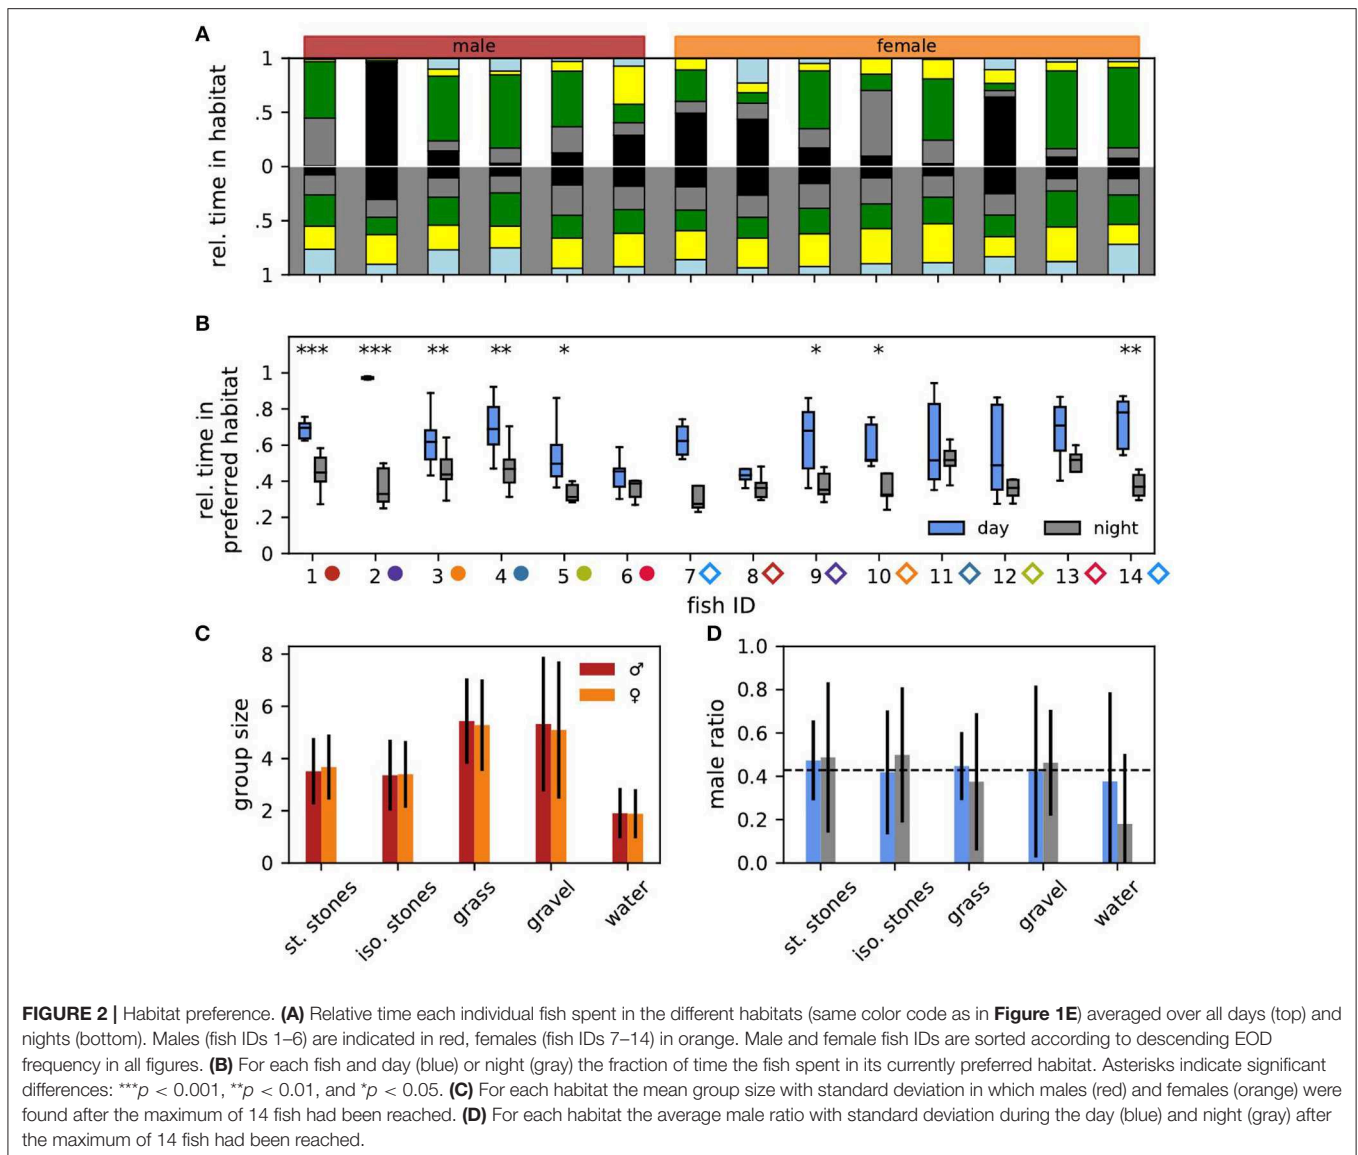 A
male female
rel. time in habitat
1
.5
0
.5
1
B
*** *** ** ** * * * **
rel. time in
preferred habitat
1
.8
.6
.4
.2
0
day night
1 2 3 4 5 6 7 8 9 10 11 12 13 14
fish ID
C
group size
8
6
4
2
0
♂
♀
st. stones iso. stones grass gravel water
D
male ratio
1.0
0.8
0.6
0.4
0.2
0.0
st. stones iso. stones grass gravel water
FIGURE 2 | Habitat preference. (A) Relative time each individual fish spent in the different habitats (same color code as in Figure 1E) averaged over all days (top) and
nights (bottom). Males (fish IDs 1–6) are indicated in red, females (fish IDs 7–14) in orange. Male and female fish IDs are sorted according to descending EOD
frequency in all figures. (B) For each fish and day (blue) or night (gray) the fraction of time the fish spent in its currently preferred habitat. Asterisks indicate significant
differences: ***p < 0.001, **p < 0.01, and *p < 0.05. (C) For each habitat the mean group size with standard deviation in which males (red) and females (orange) were
found after the maximum of 14 fish had been reached. (D) For each habitat the average male ratio with standard deviation during the day (blue) and night (gray) after
the maximum of 14 fish had been reached.